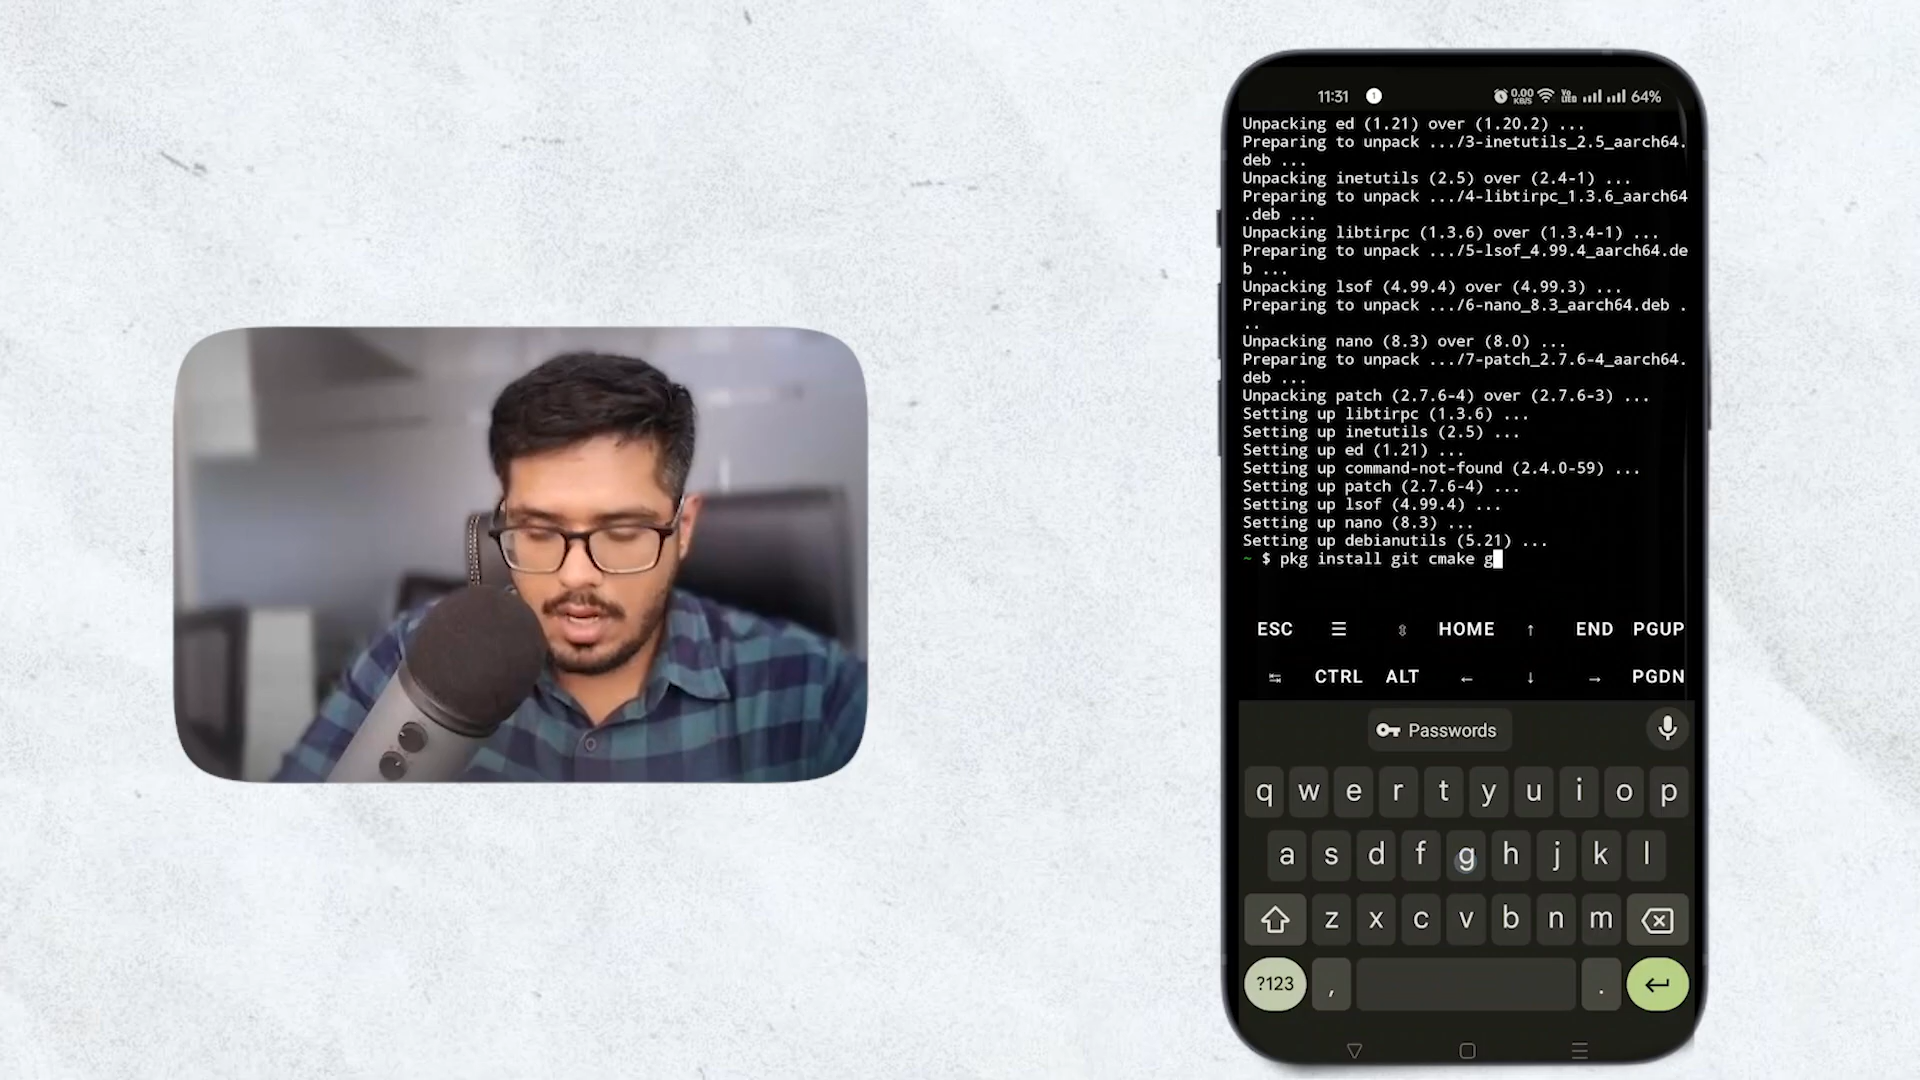 11:31 1 0.00 KB/S Vo LTE 64%
Unpacking ed (1.21) over (1.20.2) ...
Preparing to unpack .../3-inetutils_2.5_aarch64.
deb ...
Unpacking inetutils (2.5) over (2.4-1) ...
Preparing to unpack .../4-libtirpc_1.3.6_aarch64
.deb ...
Unpacking libtirpc (1.3.6) over (1.3.4-1) ...
Preparing to unpack .../5-lsof_4.99.4_aarch64.de
b ...
Unpacking lsof (4.99.4) over (4.99.3) ...
Preparing to unpack .../6-nano_8.3_aarch64.deb .
..
Unpacking nano (8.3) over (8.0) ...
Preparing to unpack .../7-patch_2.7.6-4_aarch64.
deb ...
Unpacking patch (2.7.6-4) over (2.7.6-3) ...
Setting up libtirpc (1.3.6) ...
Setting up inetutils (2.5) ...
Setting up ed (1.21) ...
Setting up command-not-found (2.4.0-59) ...
Setting up patch (2.7.6-4) ...
Setting up lsof (4.99.4) ...
Setting up nano (8.3) ...
Setting up debianutils (5.21) ...
~ $ pkg install git cmake g
ESC ☰ ⇳ HOME ↑ END PGUP
↹ CTRL ALT ← ↓ → PGDN
Passwords
q w e r t y u i o p
a s d f g h j k l
z x c v b n m
?123 , .